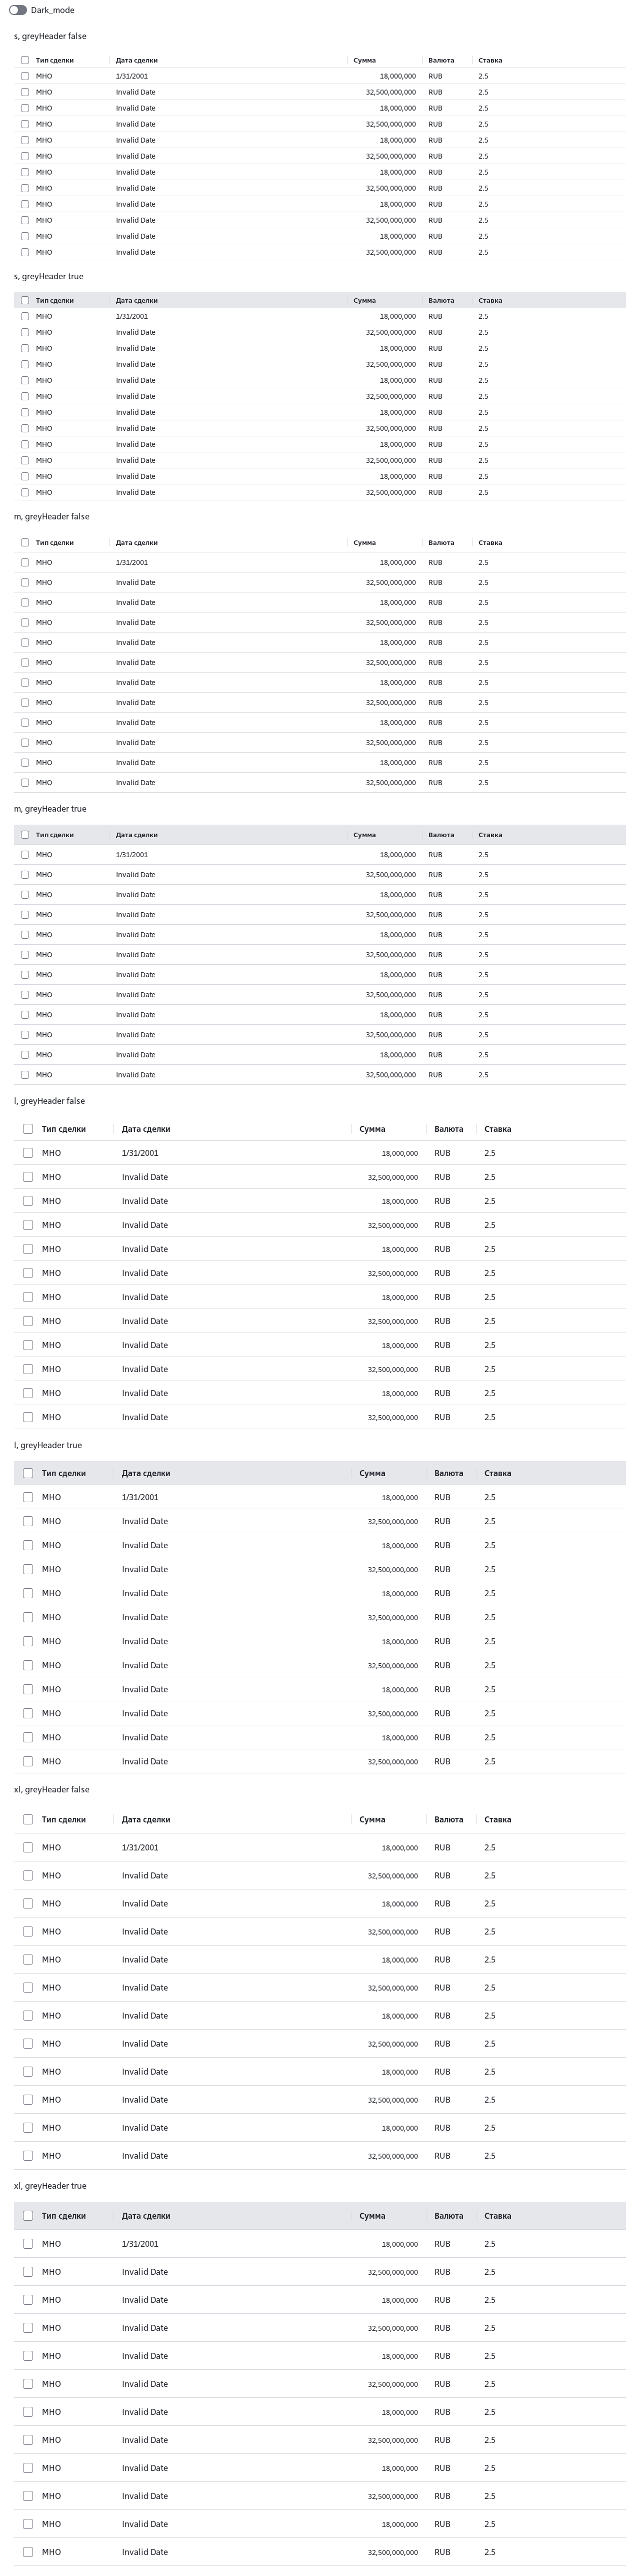 Dark_mode
s, greyHeader false
Тип сделки Дата сделки Сумма Валюта Ставка
МНО 1/31/2001 18,000,000 RUB 2.5
МНО Invalid Date 32,500,000,000 RUB 2.5
МНО Invalid Date 18,000,000 RUB 2.5
МНО Invalid Date 32,500,000,000 RUB 2.5
МНО Invalid Date 18,000,000 RUB 2.5
МНО Invalid Date 32,500,000,000 RUB 2.5
МНО Invalid Date 18,000,000 RUB 2.5
МНО Invalid Date 32,500,000,000 RUB 2.5
МНО Invalid Date 18,000,000 RUB 2.5
МНО Invalid Date 32,500,000,000 RUB 2.5
МНО Invalid Date 18,000,000 RUB 2.5
МНО Invalid Date 32,500,000,000 RUB 2.5
s, greyHeader true
Тип сделки Дата сделки Сумма Валюта Ставка
МНО 1/31/2001 18,000,000 RUB 2.5
МНО Invalid Date 32,500,000,000 RUB 2.5
МНО Invalid Date 18,000,000 RUB 2.5
МНО Invalid Date 32,500,000,000 RUB 2.5
МНО Invalid Date 18,000,000 RUB 2.5
МНО Invalid Date 32,500,000,000 RUB 2.5
МНО Invalid Date 18,000,000 RUB 2.5
МНО Invalid Date 32,500,000,000 RUB 2.5
МНО Invalid Date 18,000,000 RUB 2.5
МНО Invalid Date 32,500,000,000 RUB 2.5
МНО Invalid Date 18,000,000 RUB 2.5
МНО Invalid Date 32,500,000,000 RUB 2.5
m, greyHeader false
Тип сделки Дата сделки Сумма Валюта Ставка
МНО 1/31/2001 18,000,000 RUB 2.5
МНО Invalid Date 32,500,000,000 RUB 2.5
МНО Invalid Date 18,000,000 RUB 2.5
МНО Invalid Date 32,500,000,000 RUB 2.5
МНО Invalid Date 18,000,000 RUB 2.5
МНО Invalid Date 32,500,000,000 RUB 2.5
МНО Invalid Date 18,000,000 RUB 2.5
МНО Invalid Date 32,500,000,000 RUB 2.5
МНО Invalid Date 18,000,000 RUB 2.5
МНО Invalid Date 32,500,000,000 RUB 2.5
МНО Invalid Date 18,000,000 RUB 2.5
МНО Invalid Date 32,500,000,000 RUB 2.5
m, greyHeader true
Тип сделки Дата сделки Сумма Валюта Ставка
МНО 1/31/2001 18,000,000 RUB 2.5
МНО Invalid Date 32,500,000,000 RUB 2.5
МНО Invalid Date 18,000,000 RUB 2.5
МНО Invalid Date 32,500,000,000 RUB 2.5
МНО Invalid Date 18,000,000 RUB 2.5
МНО Invalid Date 32,500,000,000 RUB 2.5
МНО Invalid Date 18,000,000 RUB 2.5
МНО Invalid Date 32,500,000,000 RUB 2.5
МНО Invalid Date 18,000,000 RUB 2.5
МНО Invalid Date 32,500,000,000 RUB 2.5
МНО Invalid Date 18,000,000 RUB 2.5
МНО Invalid Date 32,500,000,000 RUB 2.5
l, greyHeader false
Тип сделки Дата сделки Сумма Валюта Ставка
МНО 1/31/2001 18,000,000 RUB 2.5
МНО Invalid Date 32,500,000,000 RUB 2.5
МНО Invalid Date 18,000,000 RUB 2.5
МНО Invalid Date 32,500,000,000 RUB 2.5
МНО Invalid Date 18,000,000 RUB 2.5
МНО Invalid Date 32,500,000,000 RUB 2.5
МНО Invalid Date 18,000,000 RUB 2.5
МНО Invalid Date 32,500,000,000 RUB 2.5
МНО Invalid Date 18,000,000 RUB 2.5
МНО Invalid Date 32,500,000,000 RUB 2.5
МНО Invalid Date 18,000,000 RUB 2.5
МНО Invalid Date 32,500,000,000 RUB 2.5
l, greyHeader true
Тип сделки Дата сделки Сумма Валюта Ставка
МНО 1/31/2001 18,000,000 RUB 2.5
МНО Invalid Date 32,500,000,000 RUB 2.5
МНО Invalid Date 18,000,000 RUB 2.5
МНО Invalid Date 32,500,000,000 RUB 2.5
МНО Invalid Date 18,000,000 RUB 2.5
МНО Invalid Date 32,500,000,000 RUB 2.5
МНО Invalid Date 18,000,000 RUB 2.5
МНО Invalid Date 32,500,000,000 RUB 2.5
МНО Invalid Date 18,000,000 RUB 2.5
МНО Invalid Date 32,500,000,000 RUB 2.5
МНО Invalid Date 18,000,000 RUB 2.5
МНО Invalid Date 32,500,000,000 RUB 2.5
xl, greyHeader false
Тип сделки Дата сделки Сумма Валюта Ставка
МНО 1/31/2001 18,000,000 RUB 2.5
МНО Invalid Date 32,500,000,000 RUB 2.5
МНО Invalid Date 18,000,000 RUB 2.5
МНО Invalid Date 32,500,000,000 RUB 2.5
МНО Invalid Date 18,000,000 RUB 2.5
МНО Invalid Date 32,500,000,000 RUB 2.5
МНО Invalid Date 18,000,000 RUB 2.5
МНО Invalid Date 32,500,000,000 RUB 2.5
МНО Invalid Date 18,000,000 RUB 2.5
МНО Invalid Date 32,500,000,000 RUB 2.5
МНО Invalid Date 18,000,000 RUB 2.5
МНО Invalid Date 32,500,000,000 RUB 2.5
xl, greyHeader true
Тип сделки Дата сделки Сумма Валюта Ставка
МНО 1/31/2001 18,000,000 RUB 2.5
МНО Invalid Date 32,500,000,000 RUB 2.5
МНО Invalid Date 18,000,000 RUB 2.5
МНО Invalid Date 32,500,000,000 RUB 2.5
МНО Invalid Date 18,000,000 RUB 2.5
МНО Invalid Date 32,500,000,000 RUB 2.5
МНО Invalid Date 18,000,000 RUB 2.5
МНО Invalid Date 32,500,000,000 RUB 2.5
МНО Invalid Date 18,000,000 RUB 2.5
МНО Invalid Date 32,500,000,000 RUB 2.5
МНО Invalid Date 18,000,000 RUB 2.5
МНО Invalid Date 32,500,000,000 RUB 2.5